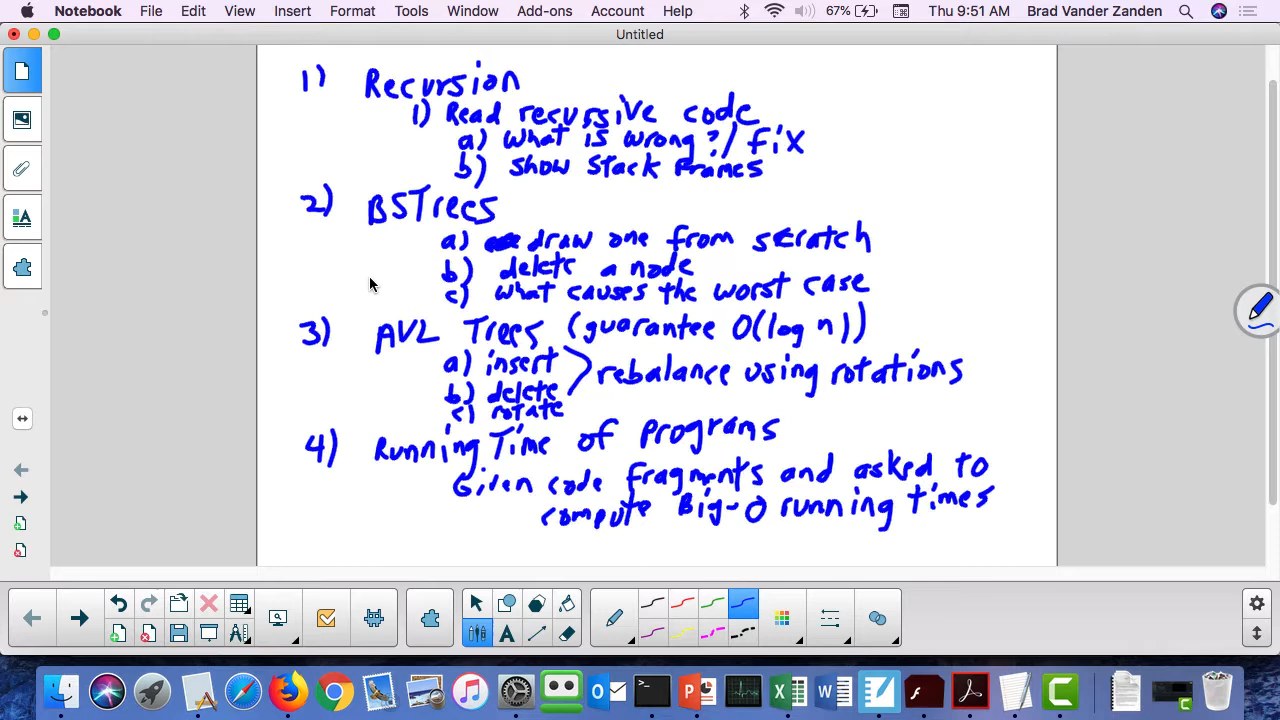 Notebook File Edit View Insert Format Tools Window Add-ons Account Help 67% Thu 9:51 AM Brad Vander Zanden
Untitled
1) Recursion
1) Read recursive code
a) what is wrong?/fix
b) show stack frames
2) BSTrees
a) draw one from scratch
b) delete a node
c) what causes the worst case
3) AVL Trees (guarantee O(log n))
a) insert
b) delete
c) rotate
rebalance using rotations
4) Running Time of Programs
Given code fragments and asked to
compute Big-O running times